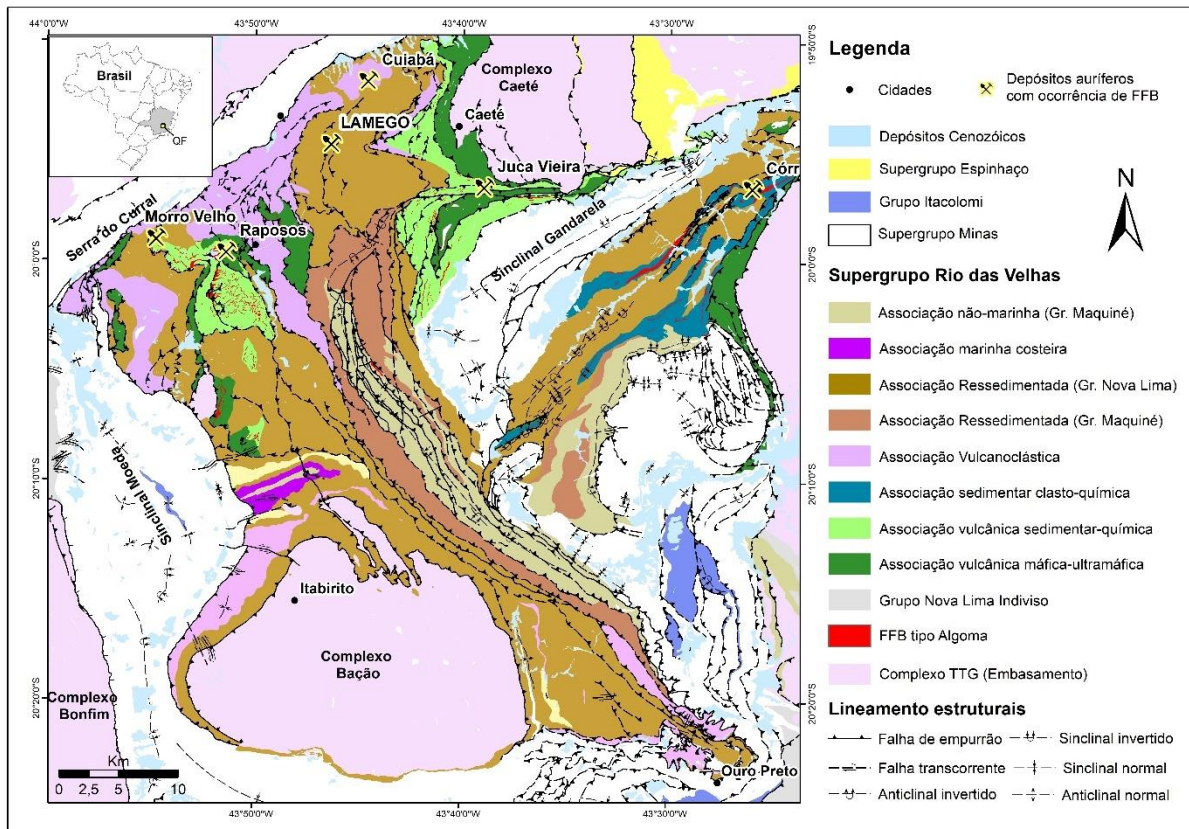 44°0'0"W
43°50'0"W
43°40'0"W
43°30'0"W
19°50'0"S
20°0'0"S
20°10'0"S
20°20'0"S
Brasil
QF
Cuiabá
Complexo
Caeté
LAMEGO
Caeté
Juca Vieira
Córr
Serra do Curral
Morro Velho
Raposos
Sinclinal Gandarela
Sinclinal Moeda
Itabirito
Complexo
Bação
Complexo
Bonfim
Ouro Preto
Km
0 2,5 5 10
20°0'0"S
20°10'0"S
20°20'0"S
43°50'0"W
43°40'0"W
43°30'0"W
N
Legenda
Cidades
Depósitos auríferos
com ocorrência de FFB
Depósitos Cenozóicos
Supergrupo Espinhaço
Grupo Itacolomi
Supergrupo Minas
Supergrupo Rio das Velhas
Associação não-marinha (Gr. Maquiné)
Associação marinha costeira
Associação Ressedimentada (Gr. Nova Lima)
Associação Ressedimentada (Gr. Maquiné)
Associação Vulcanoclástica
Associação sedimentar clasto-química
Associação vulcânica sedimentar-química
Associação vulcânica máfica-ultramáfica
Grupo Nova Lima Indiviso
FFB tipo Algoma
Complexo TTG (Embasamento)
Lineamento estruturais
Falha de empurrão
Sinclinal invertido
Falha transcorrente
Sinclinal normal
Anticlinal invertido
Anticlinal normal